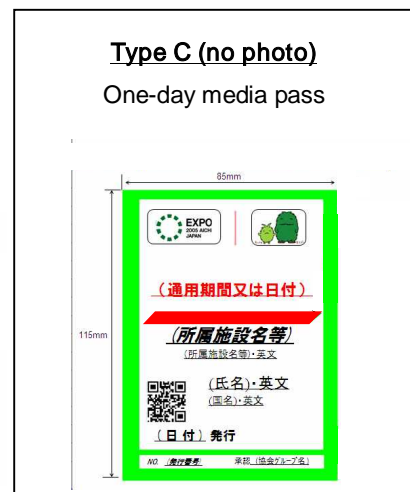 Type C (no photo)
One-day media pass
85mm
115mm
EXPO
2005 AICHI
JAPAN
(通用期間又は日付)
(所属施設名等)
(所属施設名等)・英文
(氏名)・英文
(国名)・英文
(日 付) 発行
NO. (発行番号) 承認 (協会グループ名)